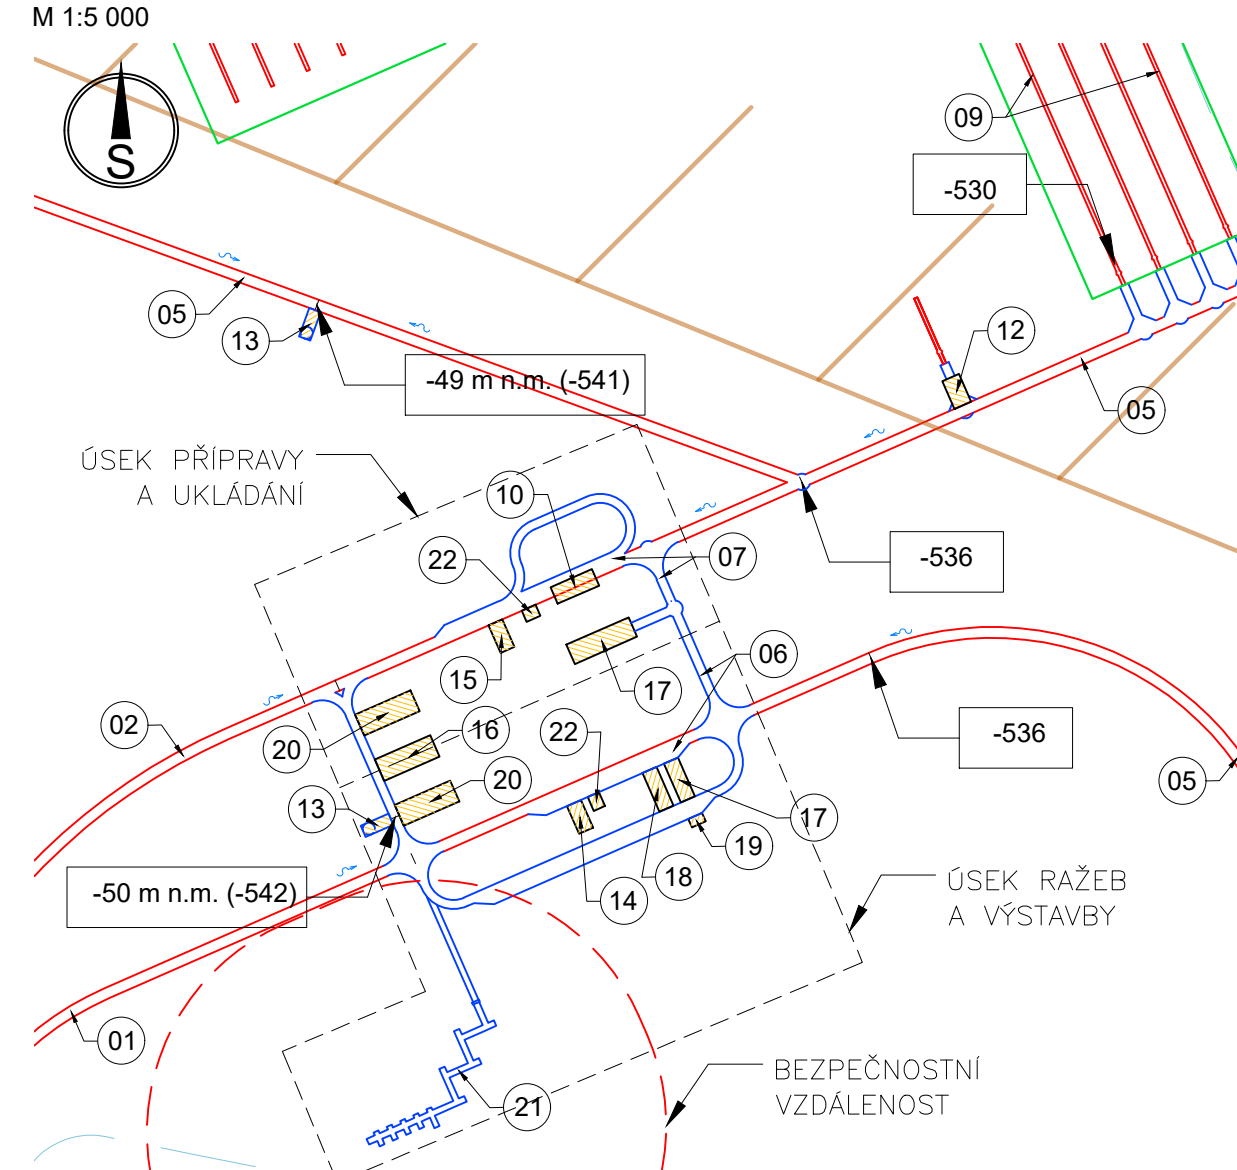 M 1:5 000
S
09
-530
05
13
12
-49 m n.m. (-541)
05
ÚSEK PŘÍPRAVY
A UKLÁDÁNÍ
10
22
07
-536
15
17
06
02
20
16
22
-536
05
20
13
17
19
18
14
-50 m n.m. (-542)
ÚSEK RAŽEB
A VÝSTAVBY
01
21
BEZPEČNOSTNÍ
VZDÁLENOST